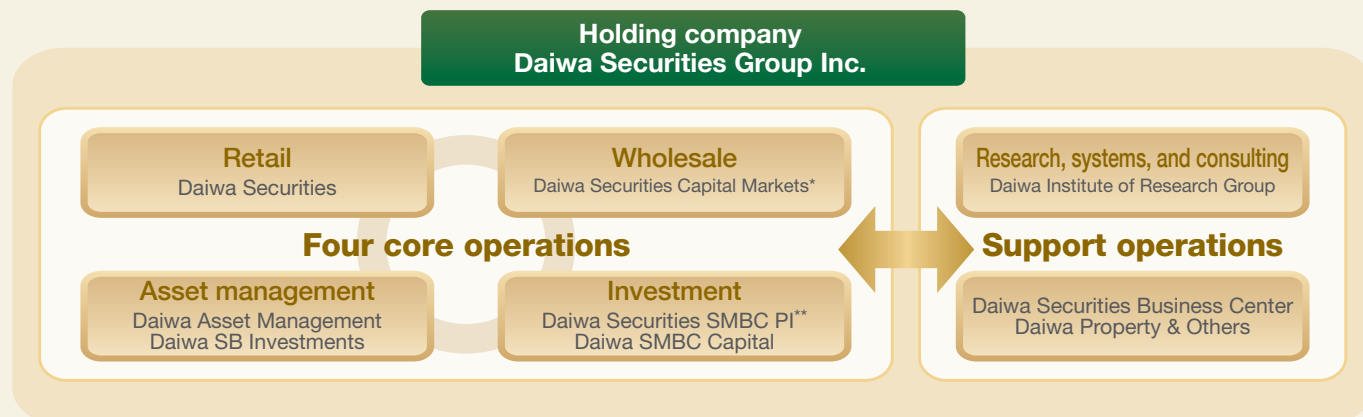 Holding company
Daiwa Securities Group Inc.
Retail
Daiwa Securities
Wholesale
Daiwa Securities Capital Markets*
Four core operations
Asset management
Daiwa Asset Management
Daiwa SB Investments
Investment
Daiwa Securities SMBC PI**
Daiwa SMBC Capital
Research, systems, and consulting
Daiwa Institute of Research Group
Support operations
Daiwa Securities Business Center
Daiwa Property & Others